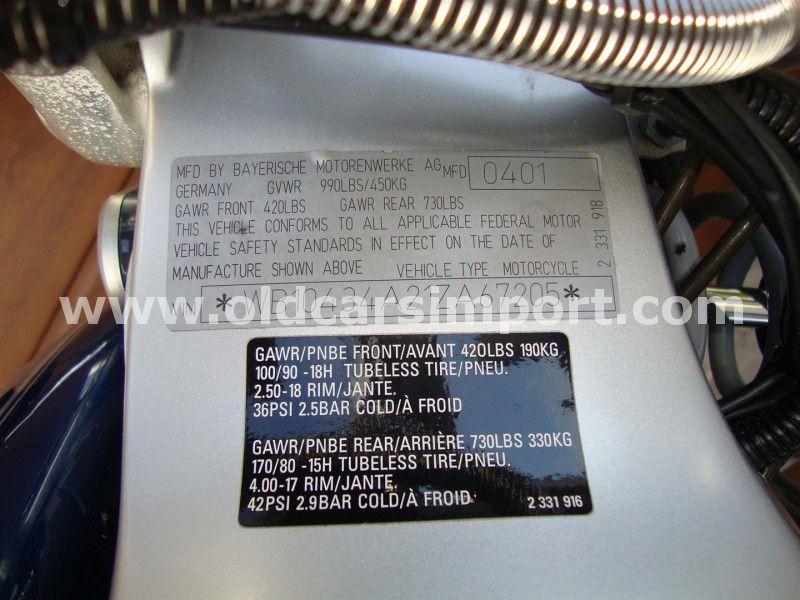 MFD BY BAYERISCHE MOTORENWERKE AG MFD 0401
GERMANY GVWR 990LBS/450KG
GAWR FRONT 420LBS GAWR REAR 730LBS
THIS VEHICLE CONFORMS TO ALL APPLICABLE FEDERAL MOTOR
VEHICLE SAFETY STANDARDS IN EFFECT ON THE DATE OF
MANUFACTURE SHOWN ABOVE VEHICLE TYPE MOTORCYCLE
2 331 918
VIN
www.oldcarsimport.com
GAWR/PNBE FRONT/AVANT 420LBS 190KG
100/90 -18H TUBELESS TIRE/PNEU.
2.50-18 RIM/JANTE.
36PSI 2.5BAR COLD/À FROID
GAWR/PNBE REAR/ARRIÈRE 730LBS 330KG
170/80 -15H TUBELESS TIRE/PNEU.
4.00-17 RIM/JANTE.
42PSI 2.9BAR COLD/À FROID.
2 331 916